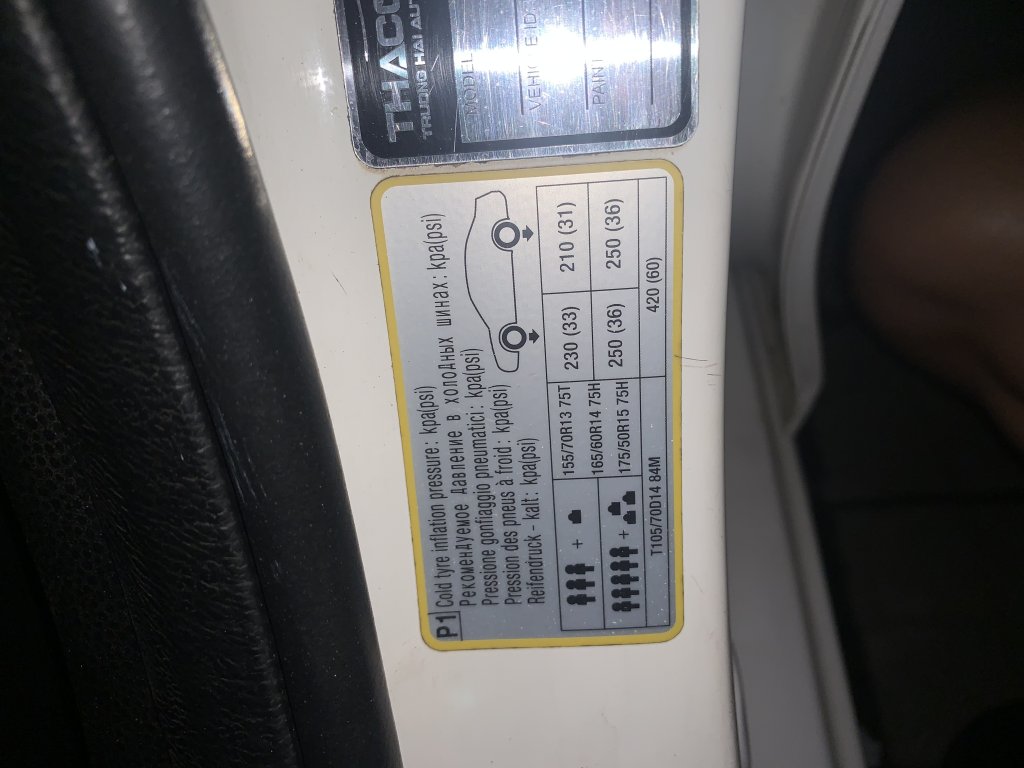 THACO
TRUONG HAI AUTO
MODEL
VEHICLE ID
PAINT
P1 Cold tyre inflation pressure: kpa(psi)
Рекомендуемое давление в холодных шинах: kpa(psi)
Pressione gonfiaggio pneumatici: kpa(psi)
Pression des pneus à froid: kpa(psi)
Reifendruck - kalt: kpa(psi)
+ 155/70R13 75T 230 (33) 210 (31)
165/60R14 75H
+ 175/50R15 75H 250 (36) 250 (36)
T105/70D14 84M 420 (60)